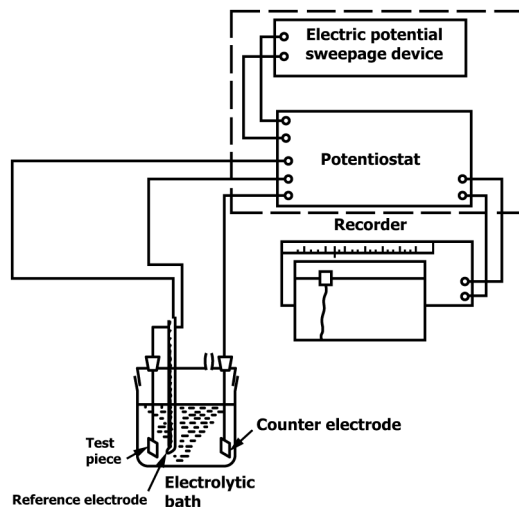 Electric potential
sweepage device
Potentiostat
Recorder
Counter electrode
Test
piece
Electrolytic
bath
Reference electrode